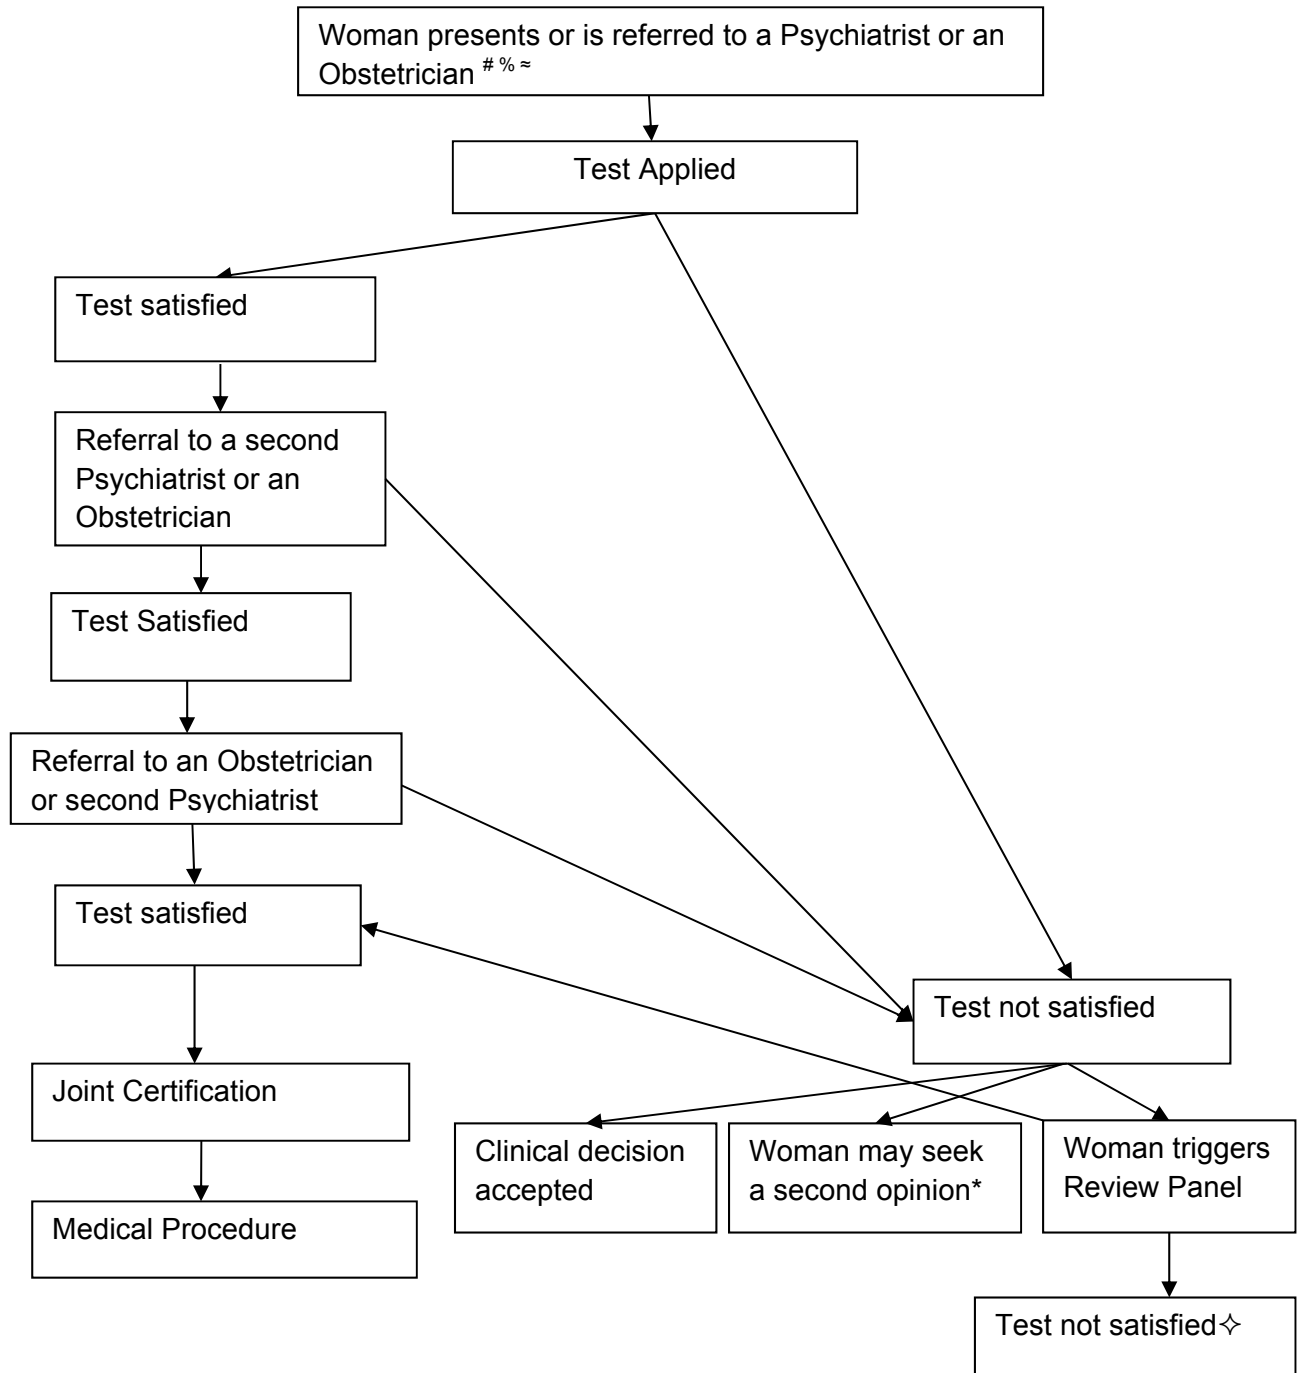 Woman presents or is referred to a Psychiatrist or an
Obstetrician # % ≈
Test Applied
Test satisfied
Referral to a second
Psychiatrist or an
Obstetrician
Test Satisfied
Referral to an Obstetrician
or second Psychiatrist
Test satisfied
Test not satisfied
Joint Certification
Clinical decision
accepted
Woman may seek
a second opinion*
Woman triggers
Review Panel
Medical Procedure
Test not satisfied✧